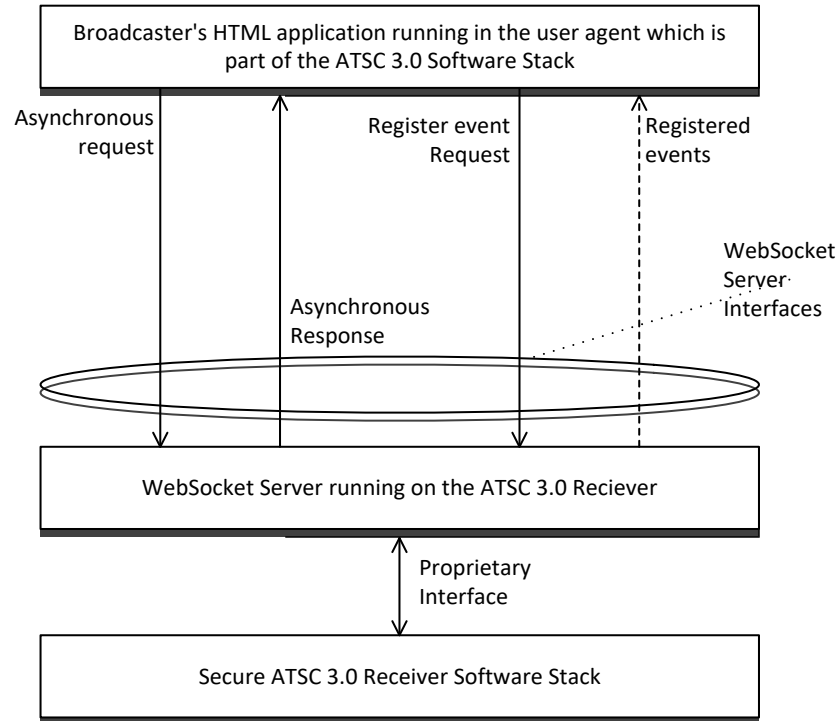 Broadcaster's HTML application running in the user agent which is
part of the ATSC 3.0 Software Stack
Asynchronous
request
Register event
Request
Registered
events
WebSocket
Server
Interfaces
Asynchronous
Response
WebSocket Server running on the ATSC 3.0 Reciever
Proprietary
Interface
Secure ATSC 3.0 Receiver Software Stack